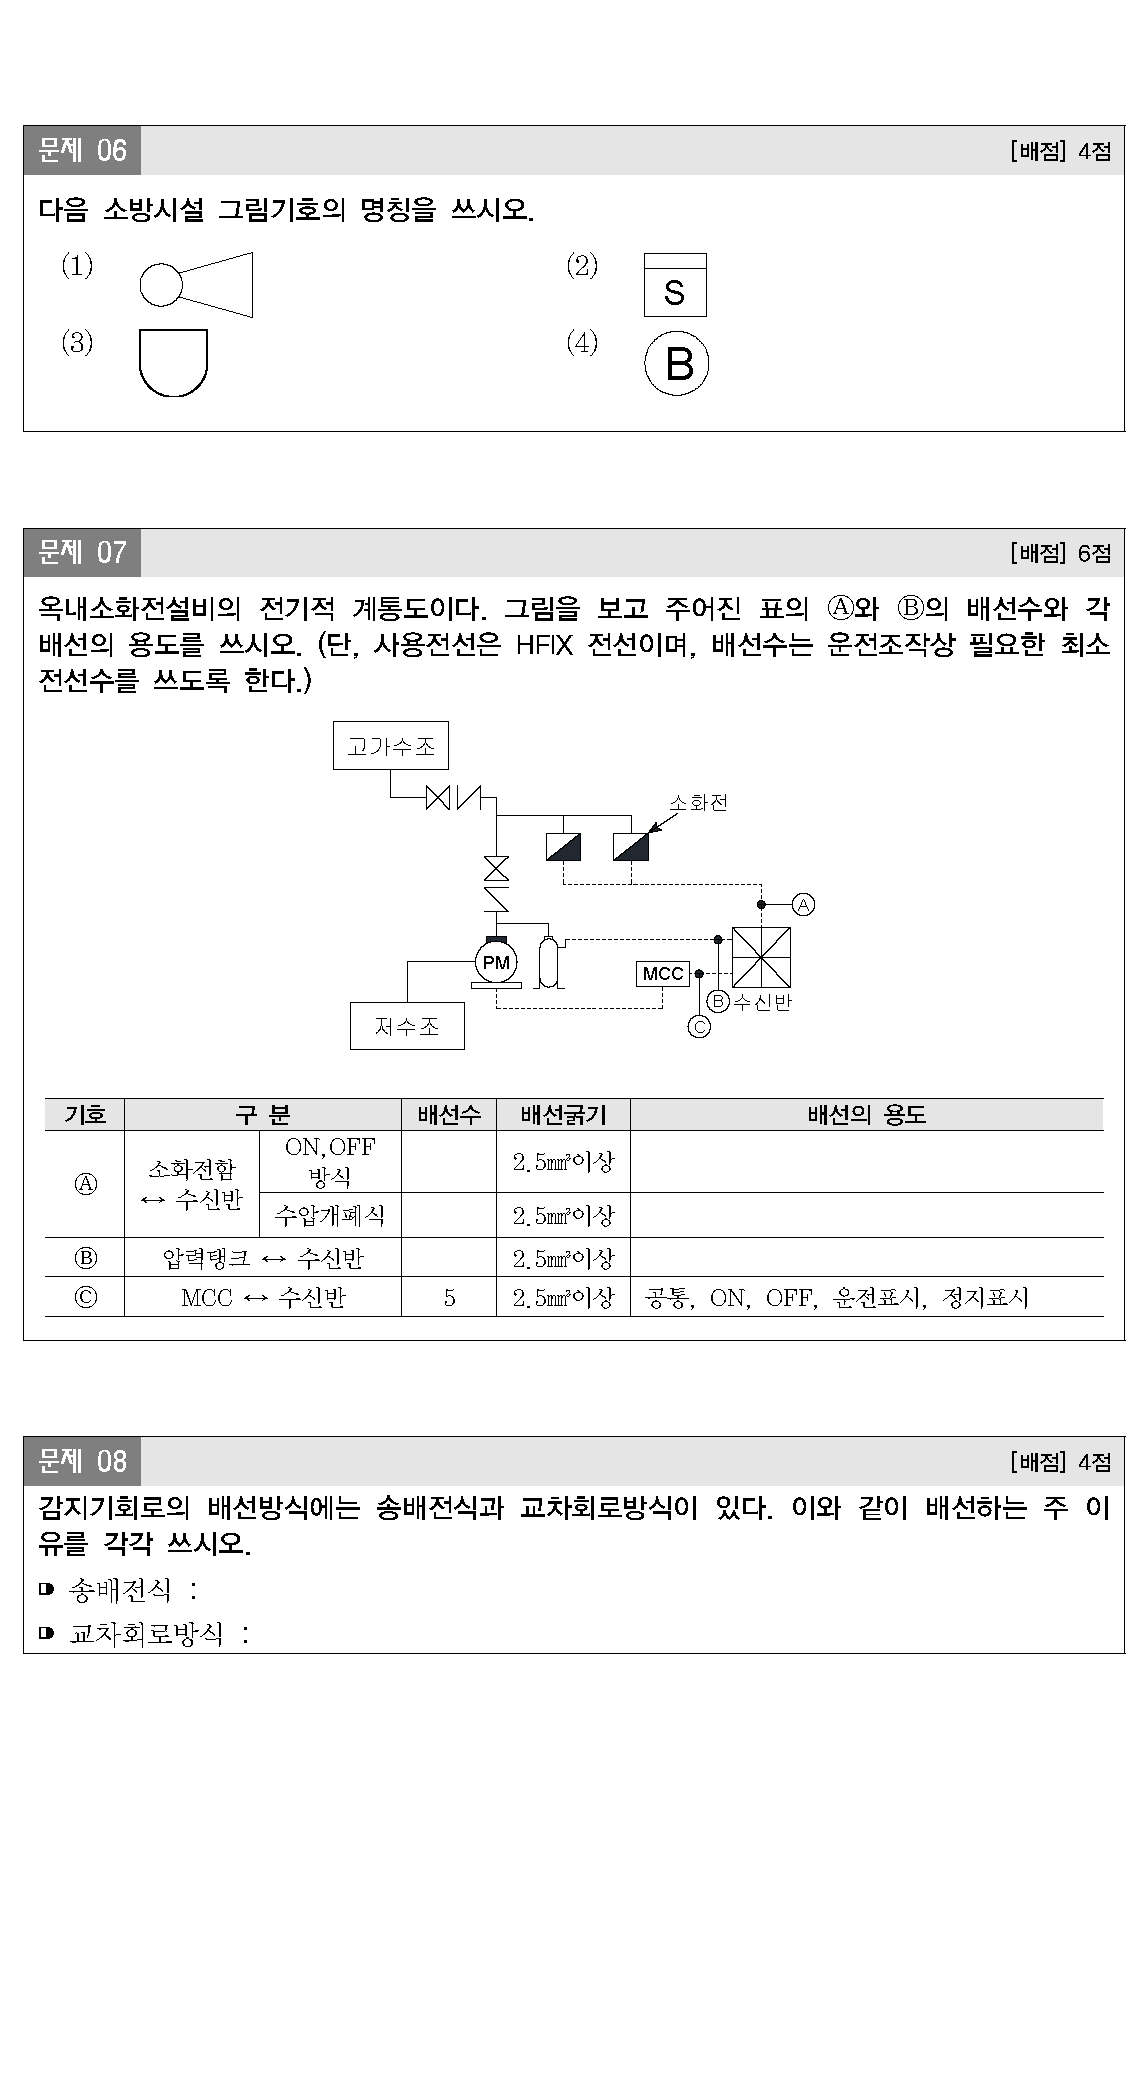 문제 06 [배점] 4점
다음 소방시설 그림기호의 명칭을 쓰시오.
(1) (2) S
(3) (4) B
문제 07 [배점] 6점
옥내소화전설비의 전기적 계통도이다. 그림을 보고 주어진 표의 Ⓐ와 Ⓑ의 배선수와 각
배선의 용도를 쓰시오. (단, 사용전선은 HFIX 전선이며, 배선수는 운전조작상 필요한 최소
전선수를 쓰도록 한다.)
고가수조
소화전
Ⓐ
PM
MCC
Ⓑ 수신반
저수조
Ⓒ
기호 구 분 배선수 배선굵기 배선의 용도
Ⓐ 소화전함 ↔ 수신반 ON,OFF 방식 2.5㎟이상
수압개폐식 2.5㎟이상
Ⓑ 압력탱크 ↔ 수신반 2.5㎟이상
Ⓒ MCC ↔ 수신반 5 2.5㎟이상 공통, ON, OFF, 운전표시, 정지표시
문제 08 [배점] 4점
감지기회로의 배선방식에는 송배전식과 교차회로방식이 있다. 이와 같이 배선하는 주 이
유를 각각 쓰시오.
송배전식 :
교차회로방식 :